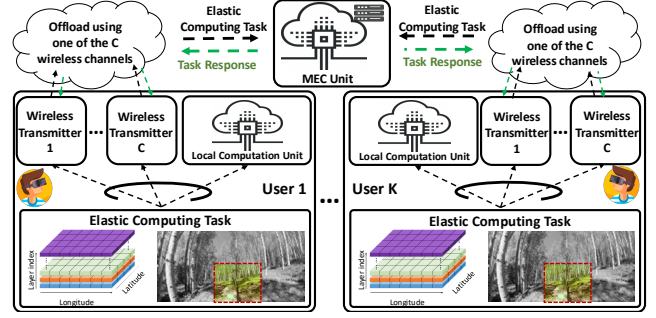 Offload using
one of the C
wireless channels
Elastic
Computing Task
Task Response
MEC Unit
Elastic
Computing Task
Task Response
Offload using
one of the C
wireless channels
Wireless
Transmitter
1
...
Wireless
Transmitter
C
Local Computation Unit
User 1
Elastic Computing Task
Layer index
Longitude
Latitude
...
User K
Local Computation Unit
Wireless
Transmitter
1
...
Wireless
Transmitter
C
Elastic Computing Task
Layer index
Longitude
Latitude